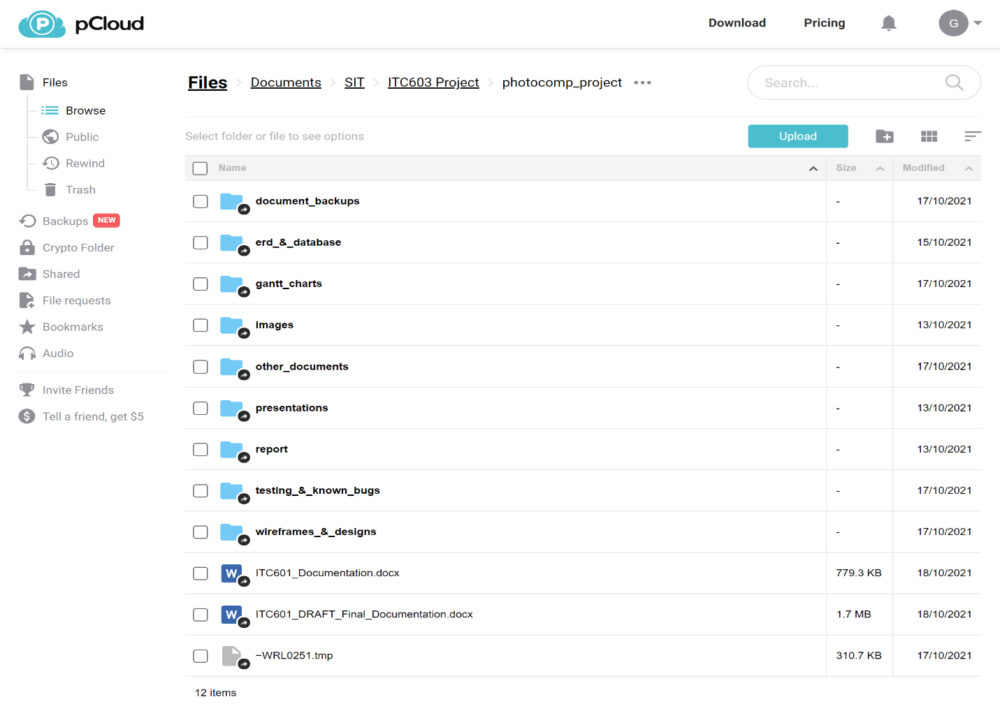 pCloud
Download
Pricing
G
Files
Browse
Public
Rewind
Trash
Backups NEW
Crypto Folder
Shared
File requests
Bookmarks
Audio
Invite Friends
Tell a friend, get $5
Files > Documents > SIT > ITC603 Project > photocomp_project •••
Search...
Select folder or file to see options
Upload
Name Size Modified
document_backups - 17/10/2021
erd_&_database - 15/10/2021
gantt_charts - 17/10/2021
images - 13/10/2021
other_documents - 17/10/2021
presentations - 13/10/2021
report - 13/10/2021
testing_&_known_bugs - 17/10/2021
wireframes_&_designs - 17/10/2021
W ITC601_Documentation.docx 779.3 KB 18/10/2021
W ITC601_DRAFT_Final_Documentation.docx 1.7 MB 18/10/2021
~WRL0251.tmp 310.7 KB 17/10/2021
12 items